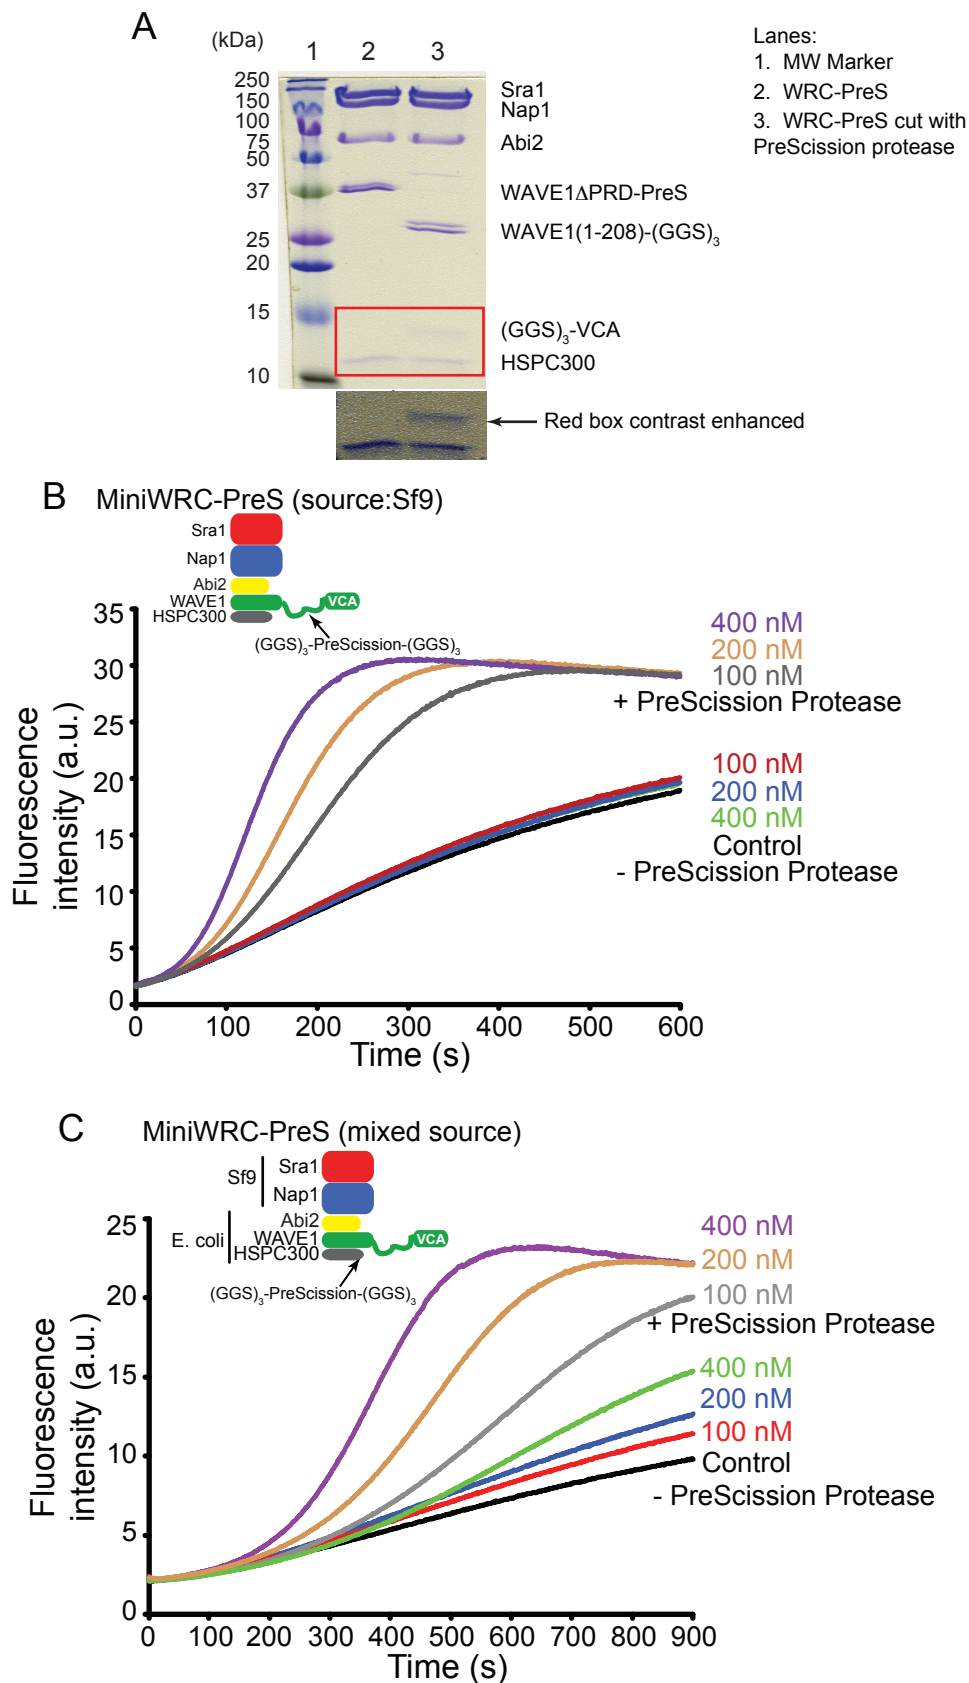 A
(kDa)
1 2 3
250
150
100
75
50
37
25
20
15
10
Sra1
Nap1
Abi2
WAVE1ΔPRD-PreS
WAVE1(1-208)-(GGS)3
(GGS)3-VCA
HSPC300
Red box contrast enhanced
Lanes:
1. MW Marker
2. WRC-PreS
3. WRC-PreS cut with
PreScission protease
B
MiniWRC-PreS (source:Sf9)
Sra1
Nap1
Abi2
WAVE1
HSPC300
VCA
(GGS)3-PreScission-(GGS)3
35
30
25
20
15
10
5
0
Fluorescence
intensity (a.u.)
0 100 200 300 400 500 600
Time (s)
400 nM
200 nM
100 nM
+ PreScission Protease
100 nM
200 nM
400 nM
Control
- PreScission Protease
C
MiniWRC-PreS (mixed source)
Sf9
Sra1
Nap1
E. coli
Abi2
WAVE1
HSPC300
VCA
(GGS)3-PreScission-(GGS)3
25
20
15
10
5
0
Fluorescence
intensity (a.u.)
0 100 200 300 400 500 600 700 800 900
Time (s)
400 nM
200 nM
100 nM
+ PreScission Protease
400 nM
200 nM
100 nM
Control
- PreScission Protease